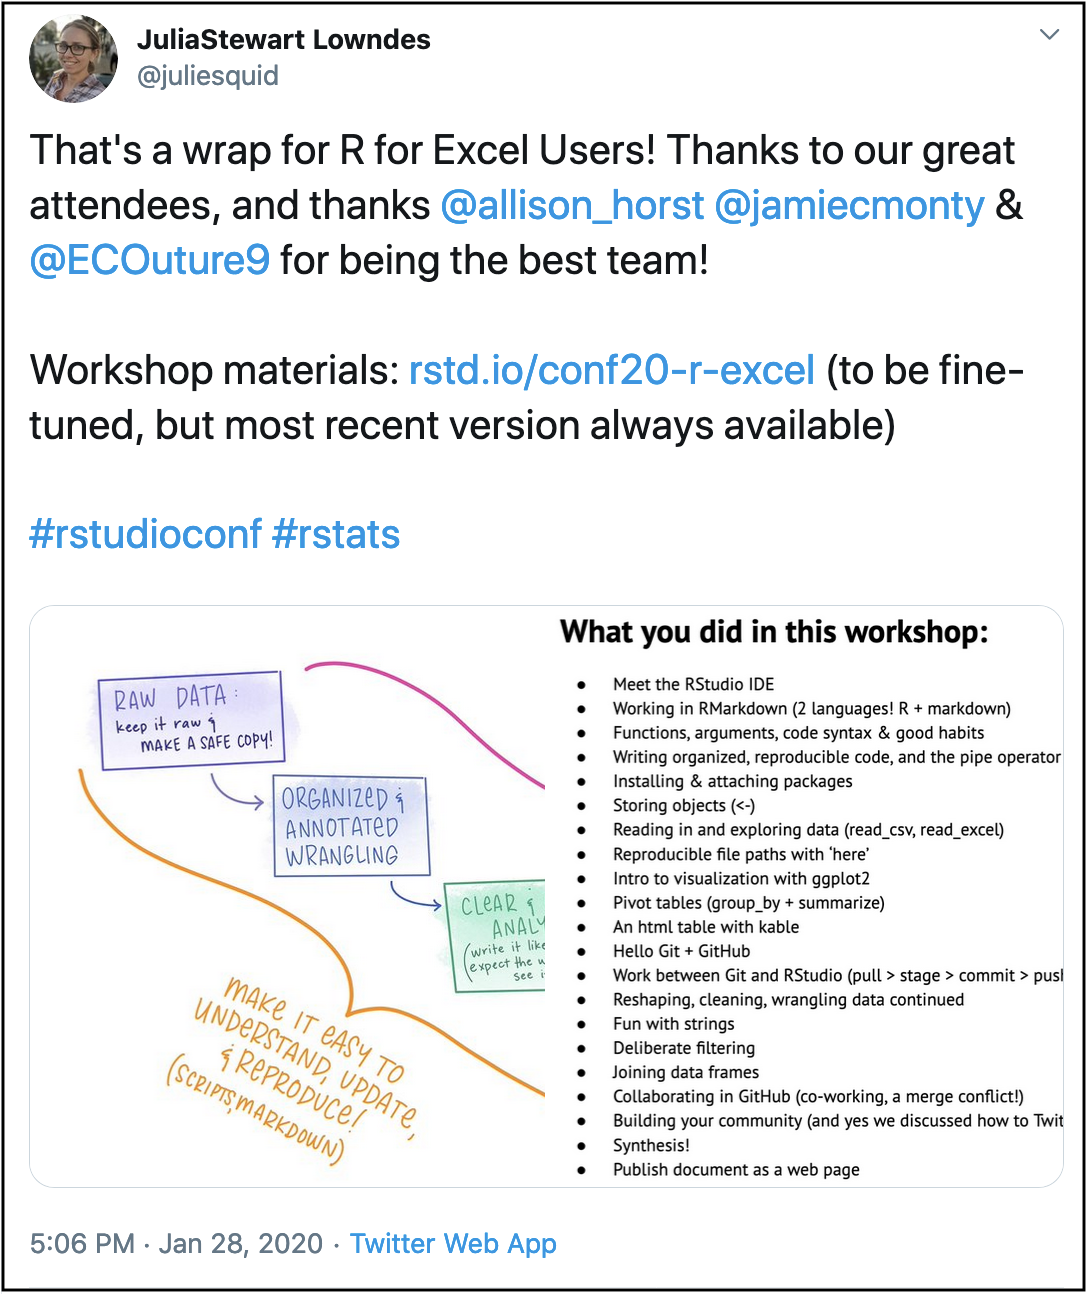 JuliaStewart Lowndes
@juliesquid
That's a wrap for R for Excel Users! Thanks to our great
attendees, and thanks @allison_horst @jamiecmonty &
@ECOuture9 for being the best team!
Workshop materials: rstd.io/conf20-r-excel (to be fine-
tuned, but most recent version always available)
#rstudioconf #rstats
RAW DATA:
keep it raw &
MAKE A SAFE COPY!
ORGANIZED &
ANNOTATED
WRANGLING
CLEAR &
ANALY
(write it like
expect the w
see i
MAKE IT EASY TO
UNDERSTAND, UPDATE,
& REPRODUCE!
(SCRIPTS, MARKDOWN)
What you did in this workshop:
• Meet the RStudio IDE
• Working in RMarkdown (2 languages! R + markdown)
• Functions, arguments, code syntax & good habits
• Writing organized, reproducible code, and the pipe operator
• Installing & attaching packages
• Storing objects (<-)
• Reading in and exploring data (read_csv, read_excel)
• Reproducible file paths with ‘here’
• Intro to visualization with ggplot2
• Pivot tables (group_by + summarize)
• An html table with kable
• Hello Git + GitHub
• Work between Git and RStudio (pull > stage > commit > pus
• Reshaping, cleaning, wrangling data continued
• Fun with strings
• Deliberate filtering
• Joining data frames
• Collaborating in GitHub (co-working, a merge conflict!)
• Building your community (and yes we discussed how to Twit
• Synthesis!
• Publish document as a web page
5:06 PM · Jan 28, 2020 · Twitter Web App